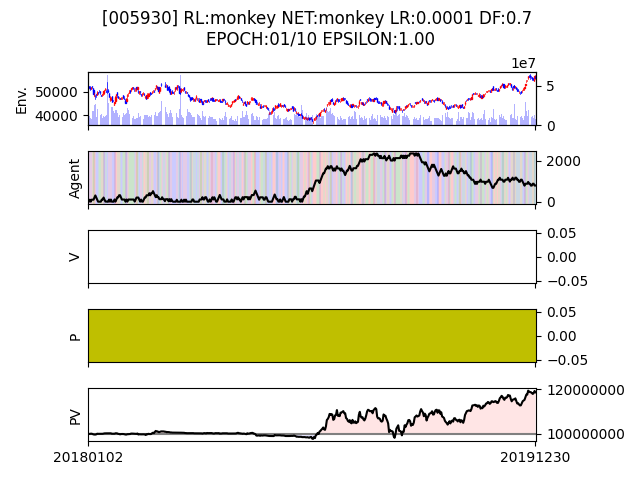 [005930] RL:monkey NET:monkey LR:0.0001 DF:0.7
EPOCH:01/10 EPSILON:1.00
1e7
Env.
50000
40000
5
0
Agent
2000
0
V
0.05
0.00
−0.05
P
0.05
0.00
−0.05
PV
120000000
100000000
20180102
20191230